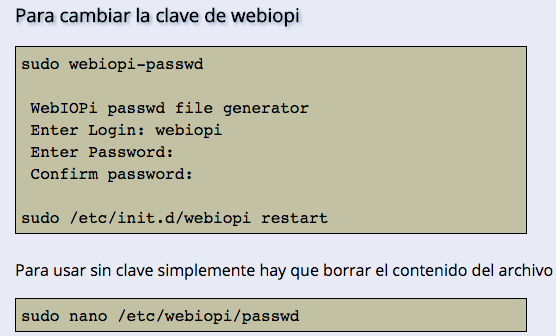 Para cambiar la clave de webiopi
sudo webiopi-passwd
WebIOPi passwd file generator
Enter Login: webiopi
Enter Password:
Confirm password:
sudo /etc/init.d/webiopi restart
Para usar sin clave simplemente hay que borrar el contenido del archivo
sudo nano /etc/webiopi/passwd